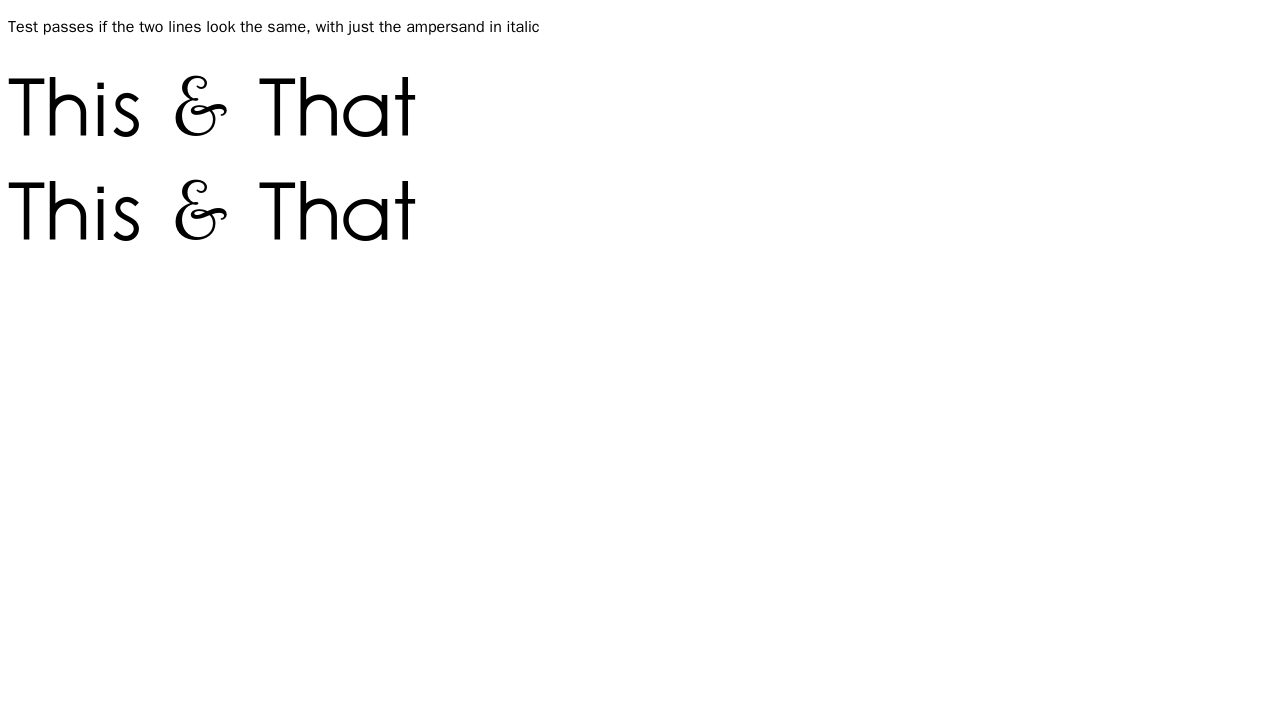 Test passes if the two lines look the same, with just the ampersand in italic
This & That
This & That